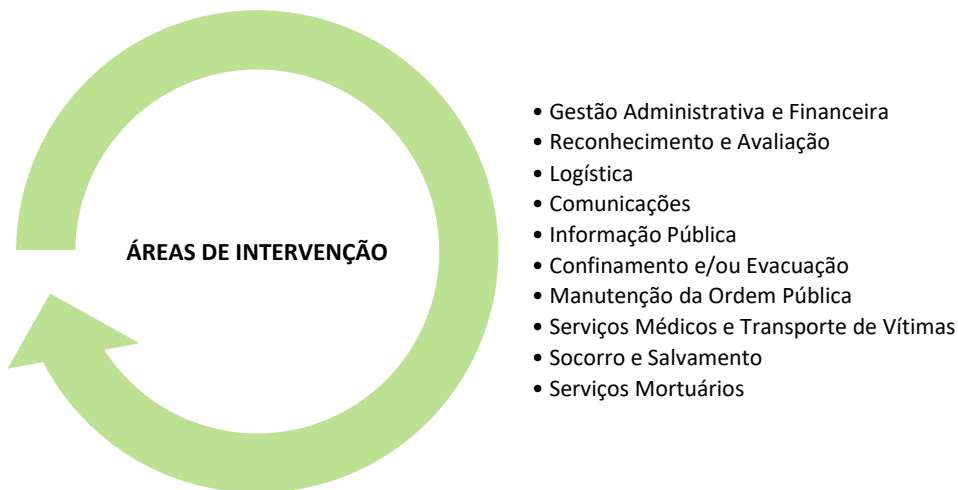 ÁREAS DE INTERVENÇÃO
• Gestão Administrativa e Financeira
• Reconhecimento e Avaliação
• Logística
• Comunicações
• Informação Pública
• Confinamento e/ou Evacuação
• Manutenção da Ordem Pública
• Serviços Médicos e Transporte de Vítimas
• Socorro e Salvamento
• Serviços Mortuários